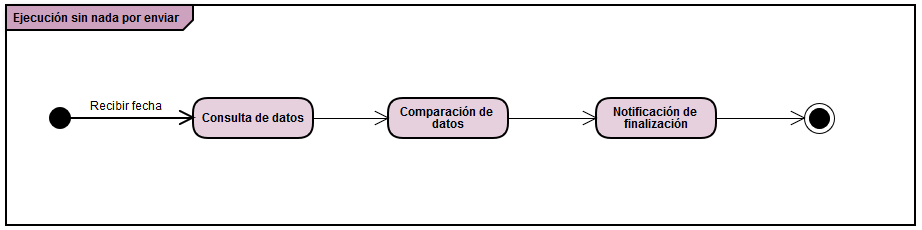 Ejecución sin nada por enviar
Recibir fecha
Consulta de datos
Comparación de
datos
Notificación de
finalización